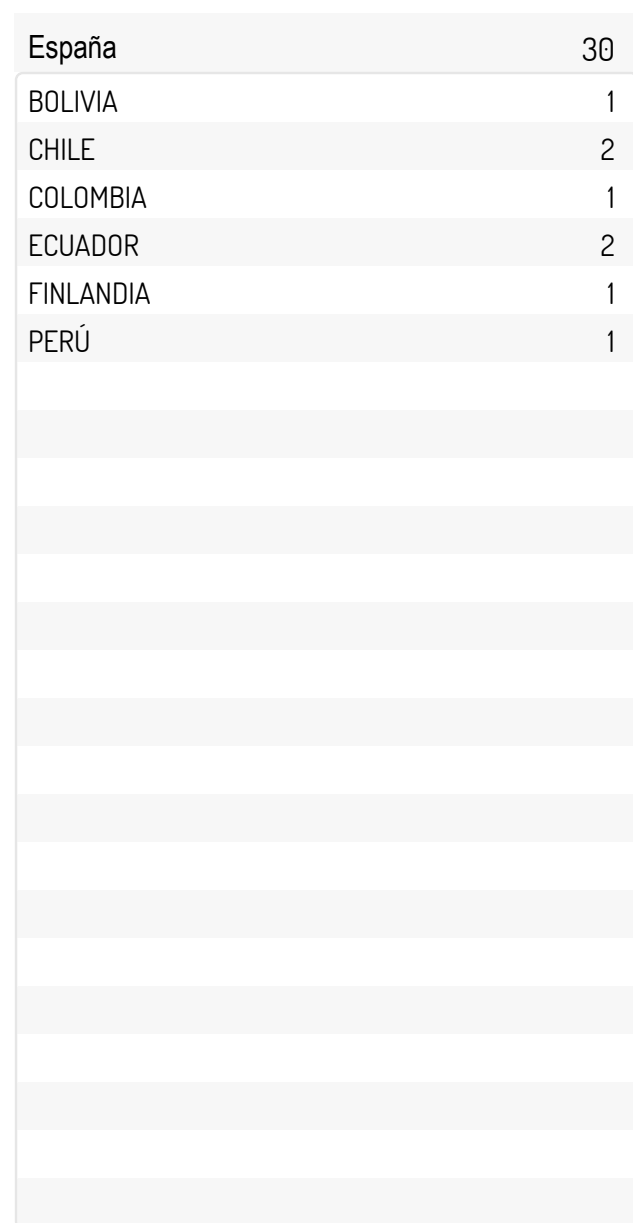 España 30
BOLIVIA 1
CHILE 2
COLOMBIA 1
ECUADOR 2
FINLANDIA 1
PERÚ 1